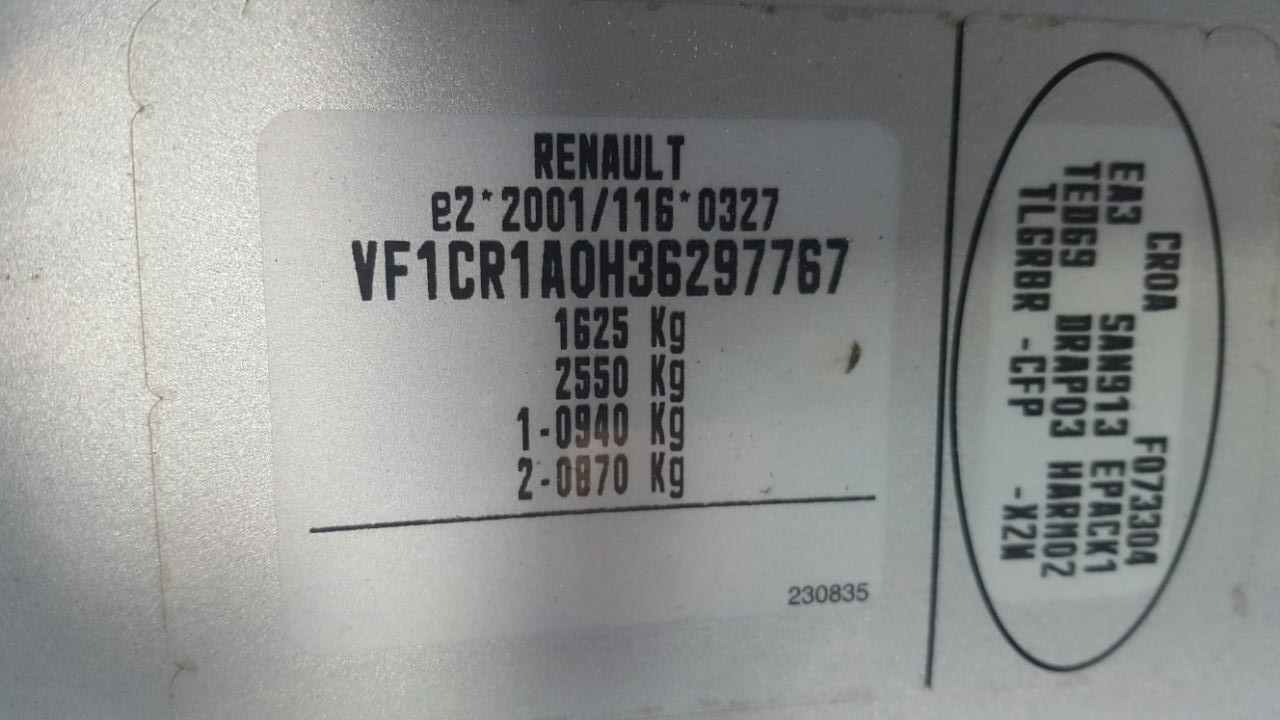 RENAULT
e2*2001/116*0327
VF1CR1A0H36297767
1625 Kg
2550 Kg
1-0940 Kg
2-0870 Kg
230835
CR0A
F073304
EA3 SAN913 EPACK1
TED69 DRAP03 HARM02
TLGRBR -CFP -X2W